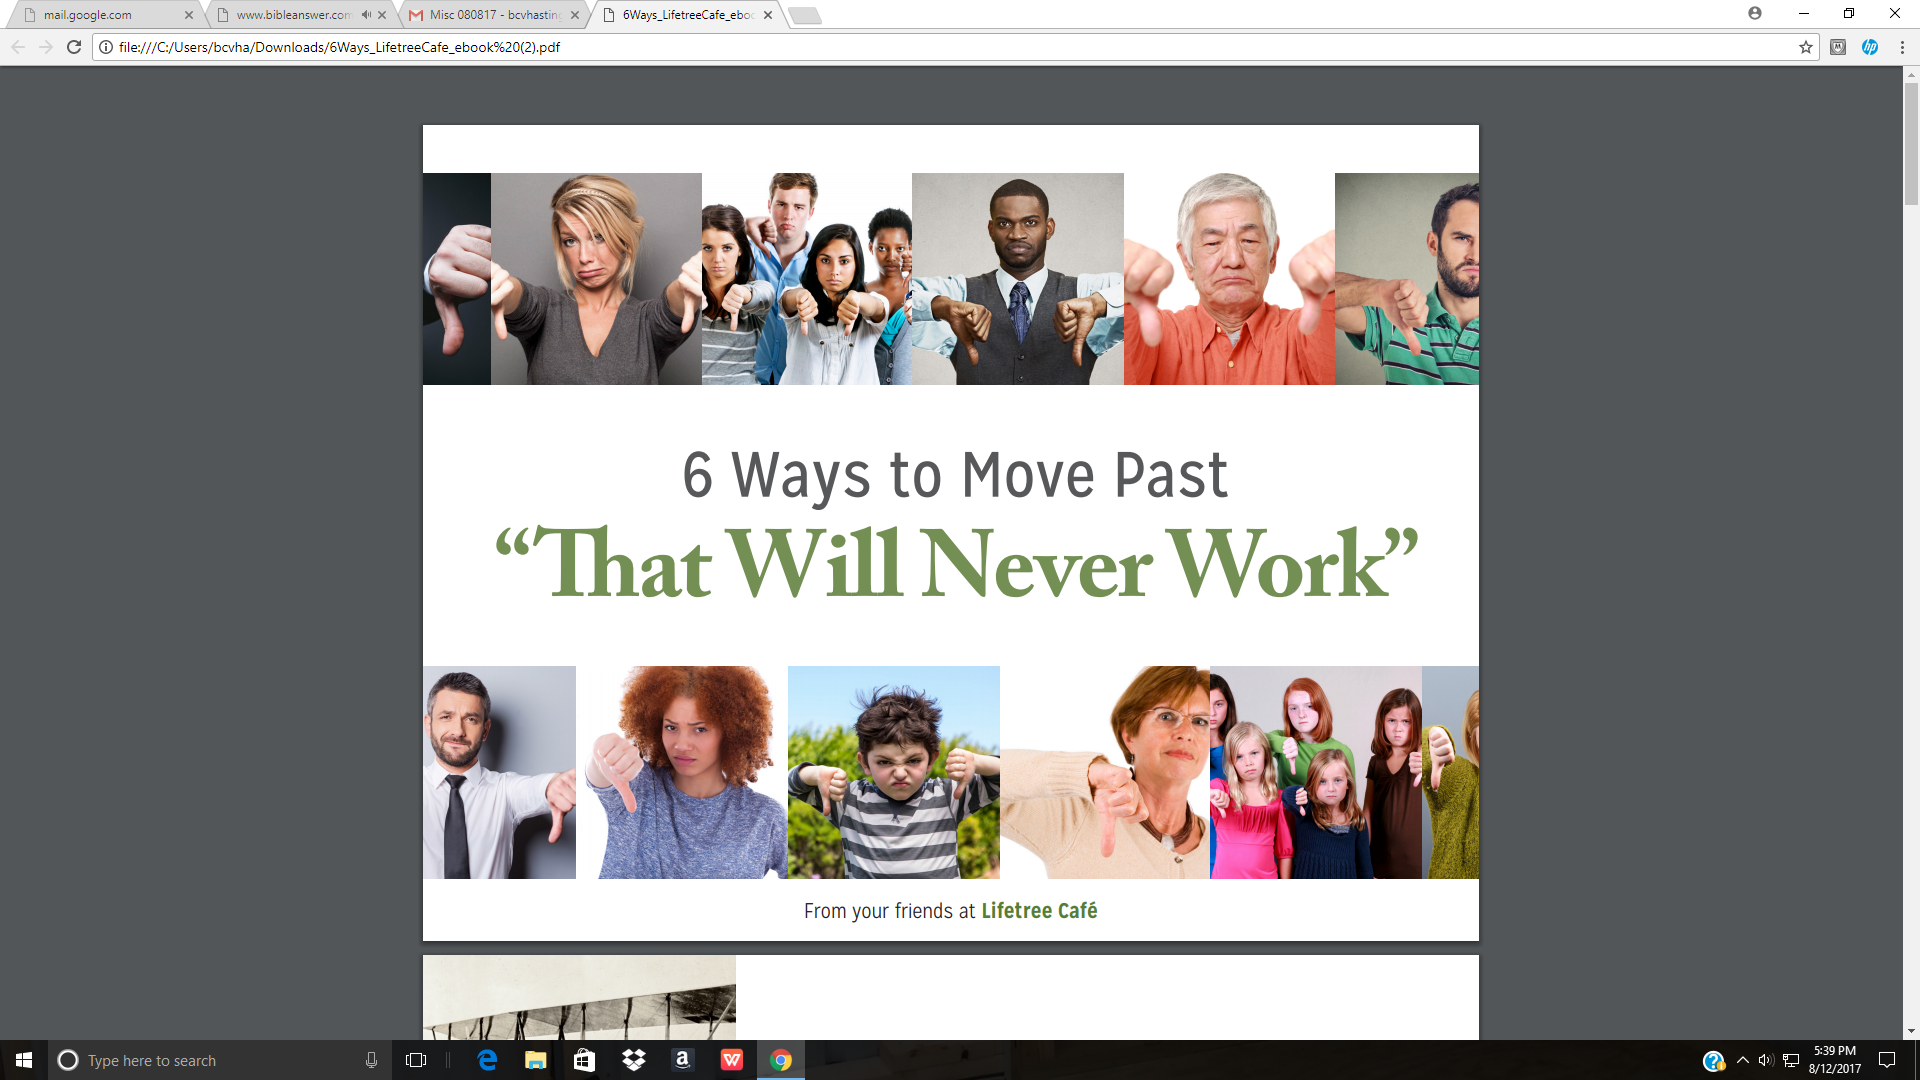 mail.google.com
www.bibleanswer.com
Misc 080817 - bcvhasting
6Ways_LifetreeCafe_eboo
file:///C:/Users/bcvha/Downloads/6Ways_LifetreeCafe_ebook%20(2).pdf
6 Ways to Move Past
“That Will Never Work”
From your friends at Lifetree Café
Type here to search
5:39 PM
8/12/2017